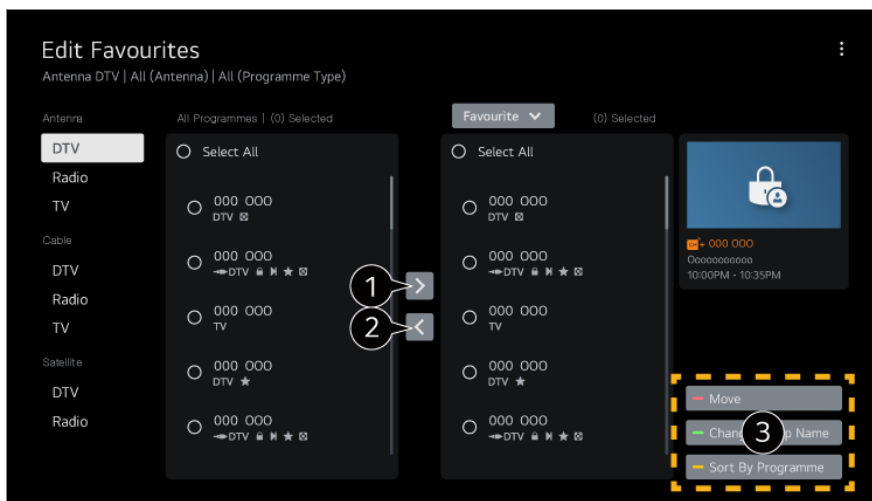 Edit Favourites
Antenna DTV | All (Antenna) | All (Programme Type)
Antenna
DTV
Radio
TV
Cable
DTV
Radio
TV
Satellite
DTV
Radio
All Programmes | (0) Selected
Select All
000 000
DTV
000 000
DTV
000 000
TV
000 000
DTV
000 000
DTV
1
2
Favourite
(0) Selected
Select All
000 000
DTV
000 000
DTV
000 000
TV
000 000
DTV
000 000
DTV
000 000
Ooooooooooo
10:00PM - 10:35PM
Move
3
Name
Sort By Programme